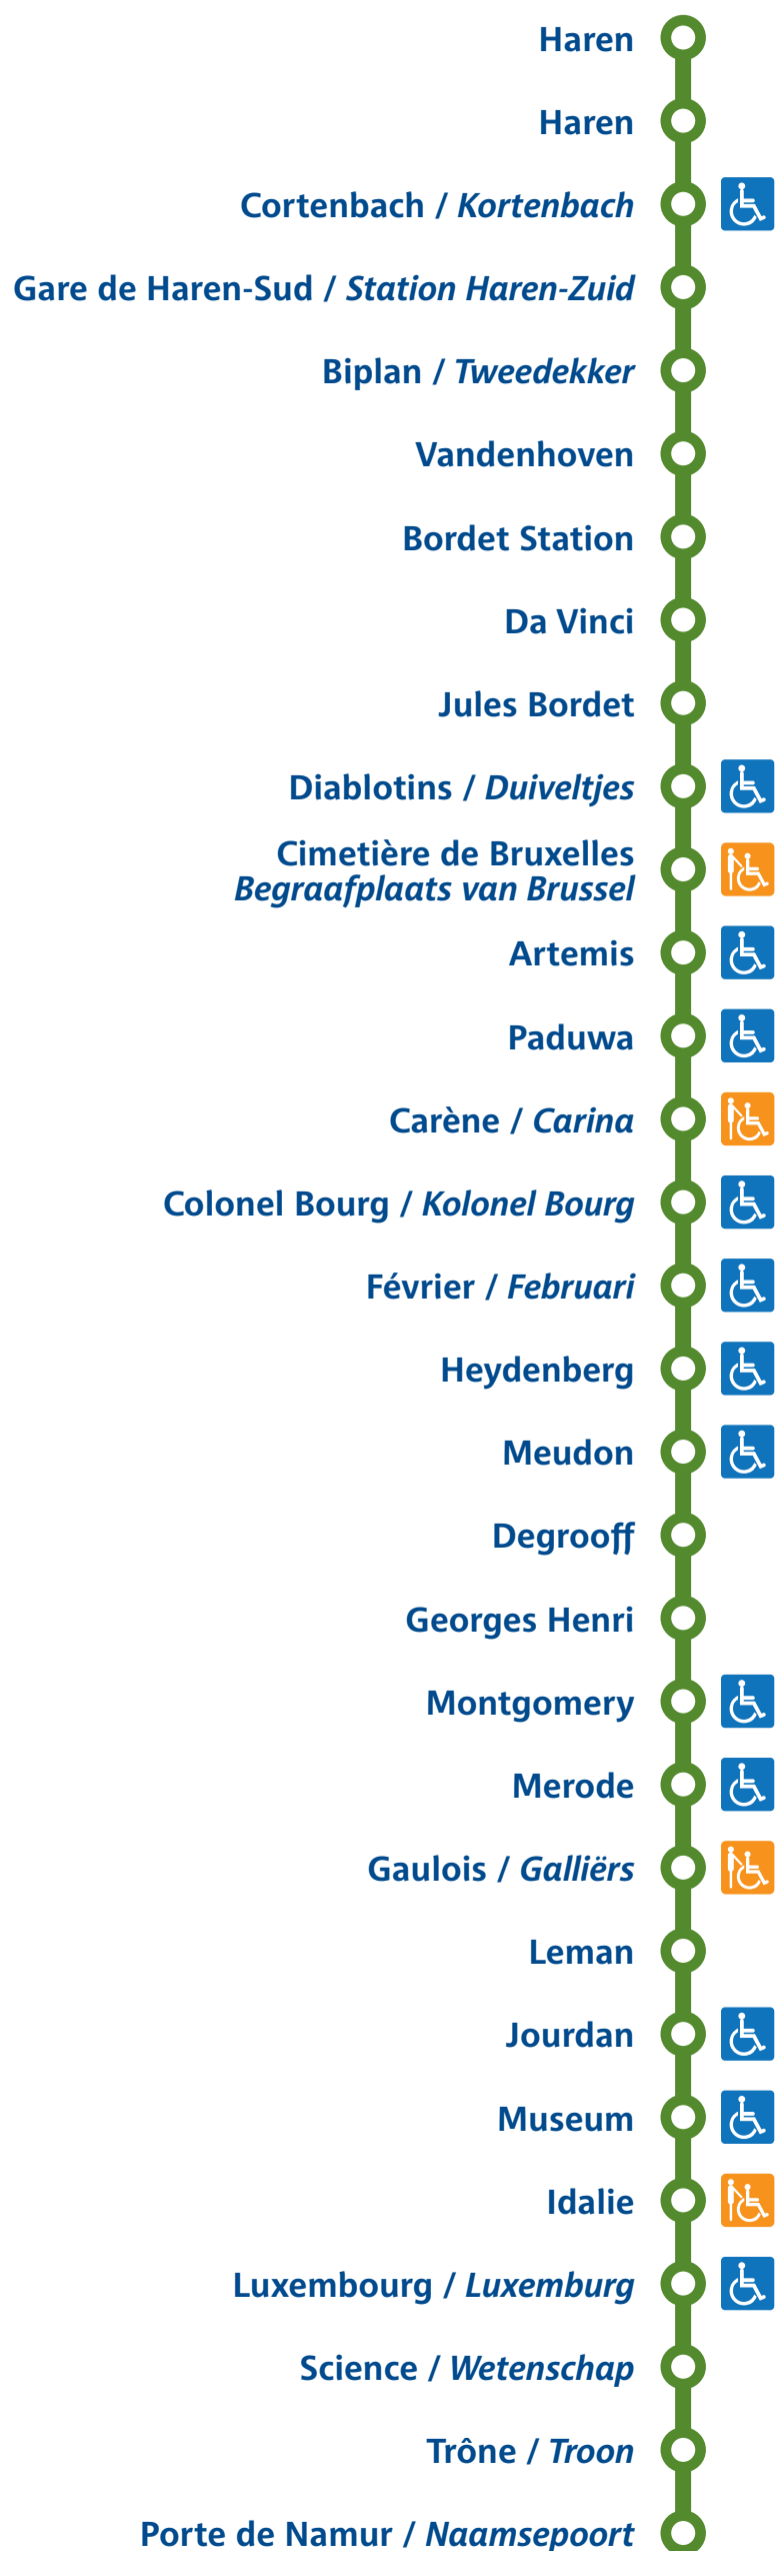 Haren
Haren
Cortenbach / Kortenbach
Gare de Haren-Sud / Station Haren-Zuid
Biplan / Tweedekker
Vandenhoven
Bordet Station
Da Vinci
Jules Bordet
Diablotins / Duiveltjes
Cimetière de Bruxelles
Begraafplaats van Brussel
Artemis
Paduwa
Carène / Carina
Colonel Bourg / Kolonel Bourg
Février / Februari
Heydenberg
Meudon
Degrooff
Georges Henri
Montgomery
Merode
Gaulois / Galliërs
Leman
Jourdan
Museum
Idalie
Luxembourg / Luxemburg
Science / Wetenschap
Trône / Troon
Porte de Namur / Naamsepoort